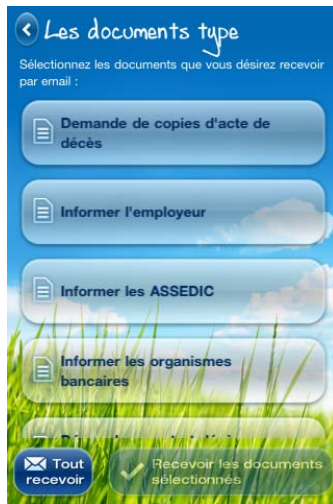 Les documents type
Sélectionnez les documents que vous désirez recevoir
par email :
Demande de copies d'acte de
décès
Informer l'employeur
Informer les ASSEDIC
Informer les organismes
bancaires
Tout
recevoir
Recevoir les documents
sélectionnés